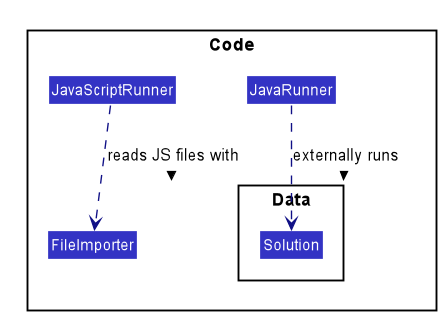 Code
JavaScriptRunner
JavaRunner
reads JS files with
externally runs
Data
FileImporter
Solution